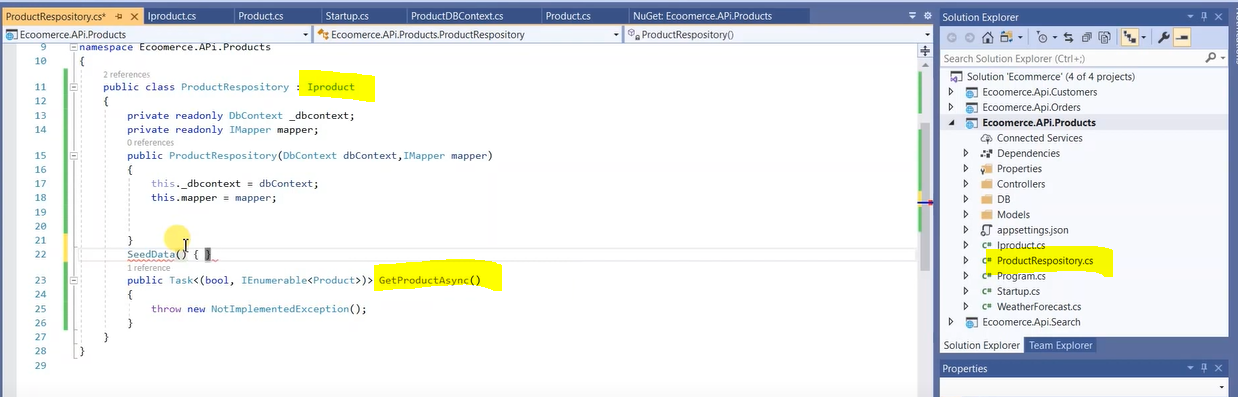 ProductRespository.cs* Iproduct.cs Product.cs Startup.cs ProductDBContext.cs Product.cs NuGet: Ecoomerce.APi.Products
Ecoomerce.APi.Products Ecoomerce.APi.Products.ProductRespository ProductRespository()
9 namespace Ecoomerce.APi.Products
10 {
2 references
11 public class ProductRespository : Iproduct
12 {
13 private readonly DbContext _dbcontext;
14 private readonly IMapper mapper;
0 references
15 public ProductRespository(DbContext dbContext,IMapper mapper)
16 {
17 this._dbcontext = dbContext;
18 this.mapper = mapper;
19
20
21 }
22 SeedData() { }
1 reference
23 public Task<(bool, IEnumerable<Product>)> GetProductAsync()
24 {
25 throw new NotImplementedException();
26 }
27 }
28 }
29
Solution Explorer
Search Solution Explorer (Ctrl+;)
Solution 'Ecommerce' (4 of 4 projects)
Ecoomerce.Api.Customers
Ecoomerce.Api.Orders
Ecoomerce.APi.Products
Connected Services
Dependencies
Properties
Controllers
DB
Models
appsettings.json
Iproduct.cs
ProductRespository.cs
Program.cs
Startup.cs
WeatherForecast.cs
Ecoomerce.Api.Search
Solution Explorer Team Explorer
Properties